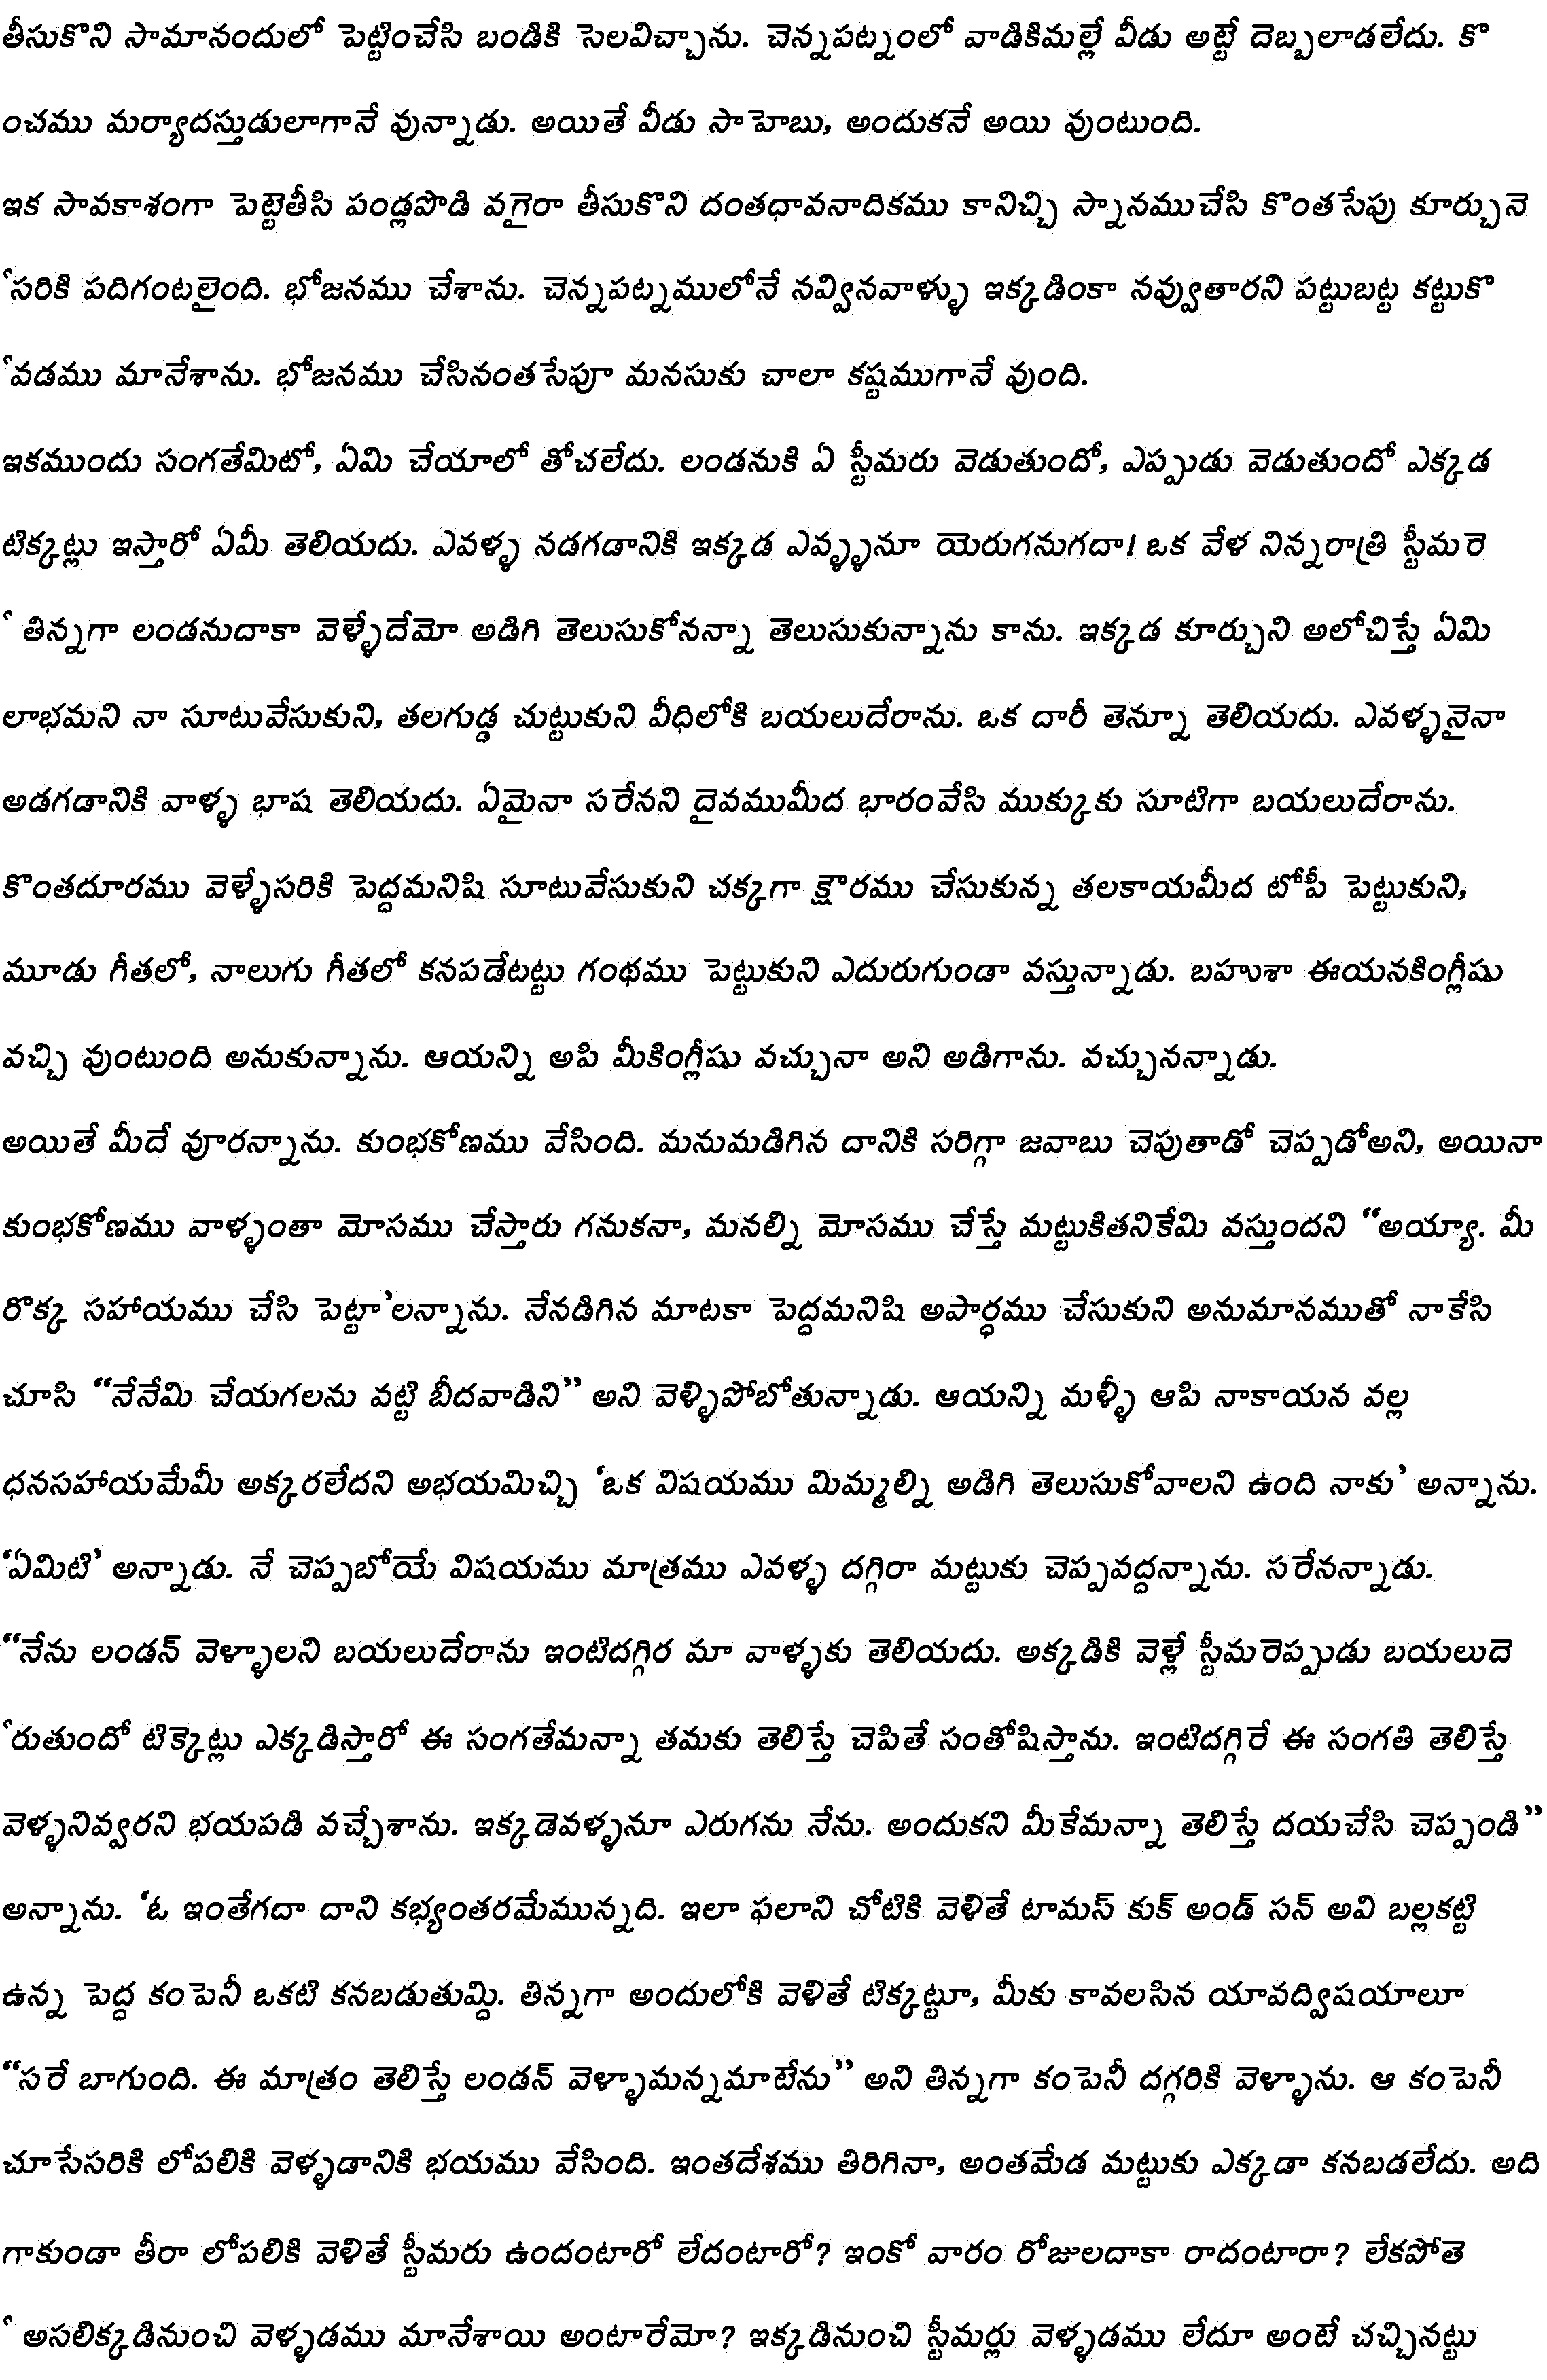 తీసుకొని సామానందులో పెట్టించేసి బండికి సెలవిచ్చాను. చెన్నపట్నంలో వాడికిమల్లే వీడు అట్టే దెబ్బలాడలేదు. కొ
ంచము మర్యాదస్తుడులాగానే వున్నాడు. అయితే వీడు సాహెబు, అందుకనే అయి వుంటుంది.
ఇక సావకాశంగా పెట్టెతీసి పండ్లపొడి వగైరా తీసుకొని దంతధావనాదికము కానిచ్చి స్నానముచేసి కొంతసేపు కూర్చునె
ేసరికి పదిగంటలైంది. భోజనము చేశాను. చెన్నపట్నములోనే నవ్వినవాళ్ళు ఇక్కడింకా నవ్వుతారని పట్టుబట్ట కట్టుకొ
ేవడము మానేశాను. భోజనము చేసినంతసేపూ మనసుకు చాలా కష్టముగానే వుంది.
ఇకముందు సంగతేమిటో, ఏమి చేయాలో తోచలేదు. లండనుకి ఏ స్టీమరు వెడుతుందో, ఎప్పుడు వెడుతుందో ఎక్కడ
టిక్కట్లు ఇస్తారో ఏమీ తెలియదు. ఎవళ్ళ నడగడానికి ఇక్కడ ఎవ్ళ్ళనూ యెరుగనుగదా! ఒక వేళ నిన్నరాత్రి స్టీమరె
ే తిన్నగా లండనుదాకా వెళ్ళేదేమో అడిగి తెలుసుకోనన్నా తెలుసుకున్నాను కాను. ఇక్కడ కూర్చుని అలోచిస్తే ఏమి
లాభమని నా సూటువేసుకుని, తలగుడ్డ చుట్టుకుని వీధిలోకి బయలుదేరాను. ఒక దారీ తెన్నూ తెలియదు. ఎవళ్ళనైనా
అడగడానికి వాళ్ళ భాష తెలియదు. ఏమైనా సరేనని దైవముమీద భారంవేసి ముక్కుకు సూటిగా బయలుదేరాను.
కొంతదూరము వెళ్ళేసరికి పెద్దమనిషి సూటువేసుకుని చక్కగా క్షౌరము చేసుకున్న తలకాయమీద టోపీ పెట్టుకుని,
మూడు గీతలో, నాలుగు గీతలో కనపడేటట్టు గంథము పెట్టుకుని ఎదురుగుండా వస్తున్నాడు. బహుశా ఈయనకింగ్లీషు
వచ్చి వుంటుంది అనుకున్నాను. ఆయన్ని అపి మీకింగ్లీషు వచ్చునా అని అడిగాను. వచ్చునన్నాడు.
అయితే మీదే వూరన్నాను. కుంభకోణము వేసింది. మనుమడిగిన దానికి సరిగ్గా జవాబు చెపుతాడో చెప్పడోఅని, అయినా
కుంభకోణము వాళ్ళంతా మోసము చేస్తారు గనుకనా, మనల్ని మోసము చేస్తే మట్టుకితనికేమి వస్తుందని “అయ్యా. మీ
రొక్క సహాయము చేసి పెట్టా’లన్నాను. నేనడిగిన మాటకా పెద్దమనిషి అపార్ధము చేసుకుని అనుమానముతో నాకేసి
చూసి “నేనేమి చేయగలను వట్టి బీదవాడిని” అని వెళ్ళిపోబోతున్నాడు. ఆయన్ని మళ్ళీ ఆపి నాకాయన వల్ల
ధనసహాయమేమీ అక్కరలేదని అభయమిచ్చి ‘ఒక విషయము మిమ్మల్ని అడిగి తెలుసుకోవాలని ఉంది నాకు’ అన్నాను.
‘ఏమిటి’ అన్నాడు. నే చెప్పబోయే విషయము మాత్రము ఎవళ్ళ దగ్గిరా మట్టుకు చెప్పవద్దన్నాను. సరేనన్నాడు.
“నేను లండన్ వెళ్ళాలని బయలుదేరాను ఇంటిదగ్గిర మా వాళ్ళకు తెలియదు. అక్కడికి వెళ్లే స్టీమరెప్పుడు బయలుదె
ేరుతుందో టిక్కెట్లు ఎక్కడిస్తారో ఈ సంగతేమన్నా తమకు తెలిస్తే చెపితే సంతోషిస్తాను. ఇంటిదగ్గిరే ఈ సంగతి తెలిస్తే
వెళ్ళనివ్వరని భయపడి వచ్చేశాను. ఇక్కడెవళ్ళనూ ఎరుగను నేను. అందుకని మీకేమన్నా తెలిస్తే దయచేసి చెప్పండి”
అన్నాను. ‘ఓ ఇంతేగదా దాని కభ్యంతరమేమున్నది. ఇలా ఫలాని చోటికి వెళితే టామస్ కుక్ అండ్ సన్ అవి బల్లకట్టి
ఉన్న పెద్ద కంపెనీ ఒకటి కనబడుతుమ్ది. తిన్నగా అందులోకి వెళితే టిక్కట్టూ, మీకు కావలసిన యావద్విషయాలూ
“సరే బాగుంది. ఈ మాత్రం తెలిస్తే లండన్ వెళ్ళామన్నమాటేను” అని తిన్నగా కంపెనీ దగ్గరికి వెళ్ళాను. ఆ కంపెనీ
చూసేసరికి లోపలికి వెళ్ళడానికి భయము వేసింది. ఇంతదేశము తిరిగినా, అంతమేడ మట్టుకు ఎక్కడా కనబడలేదు. అది
గాకుండా తీరా లోపలికి వెళితే స్టీమరు ఉందంటారో లేదంటారో? ఇంకో వారం రోజులదాకా రాదంటారా? లేకపోతె
ే అసలిక్కడినుంచి వెళ్ళడము మానేశాయి అంటారేమో? ఇక్కడినుంచి స్టీమర్లు వెళ్ళడము లేదూ అంటే చచ్చినట్టు